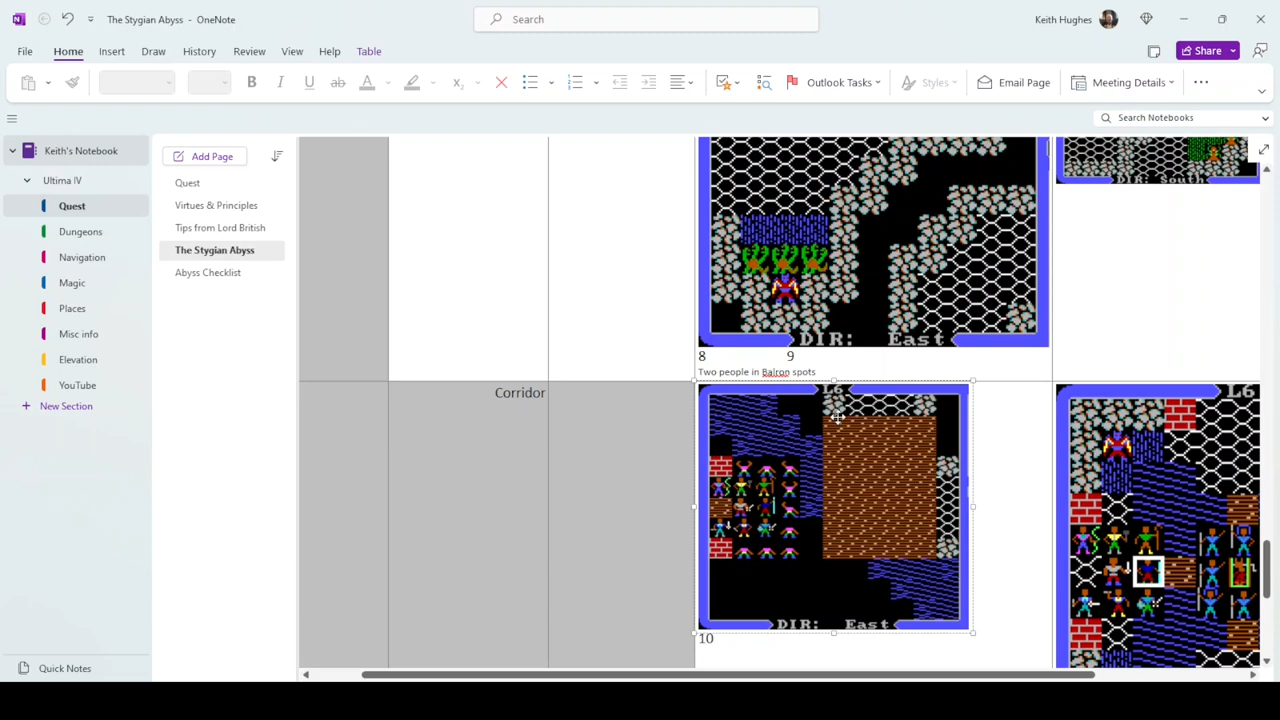 The Stygian Abyss - OneNote
Search
Keith Hughes
File Home Insert Draw History Review View Help Table
Share
B I U ab A
Outlook Tasks
Styles
Email Page
Meeting Details
Search Notebooks
Keith's Notebook
Ultima IV
Quest
Dungeons
Navigation
Magic
Places
Misc info
Elevation
YouTube
New Section
Quick Notes
Add Page
Quest
Virtues & Principles
Tips from Lord British
The Stygian Abyss
Abyss Checklist
DIR: South
DIR: East
8 9
Two people in Balron spots
Corridor
L6
DIR: East
10
L6